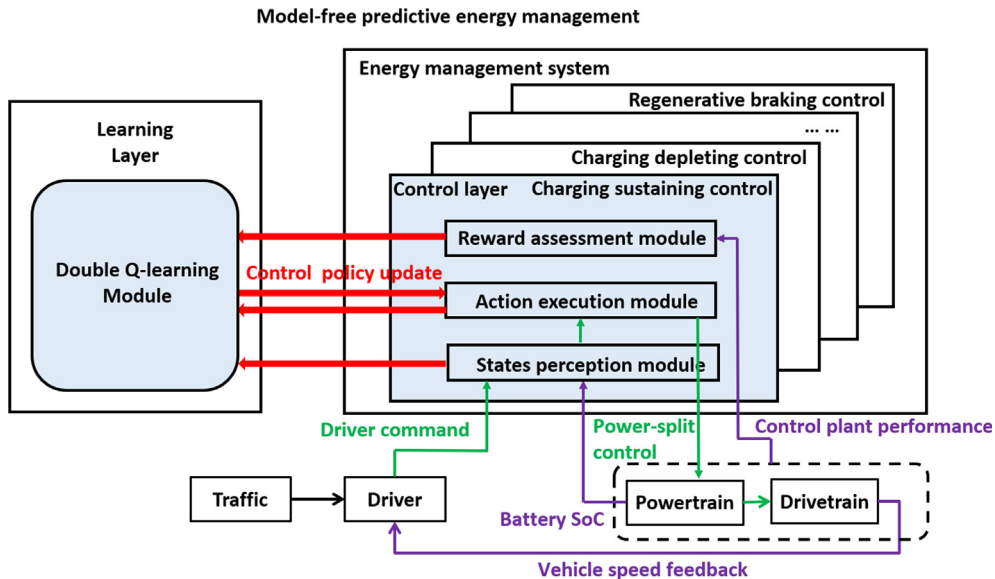 Model-free predictive energy management
Energy management system
Regenerative braking control
... ...
Charging depleting control
Control layer
Charging sustaining control
Learning
Layer
Double Q-learning
Module
Reward assessment module
Control policy update
Action execution module
States perception module
Driver command
Power-split
control
Control plant performance
Traffic
Driver
Battery SoC
Powertrain
Drivetrain
Vehicle speed feedback